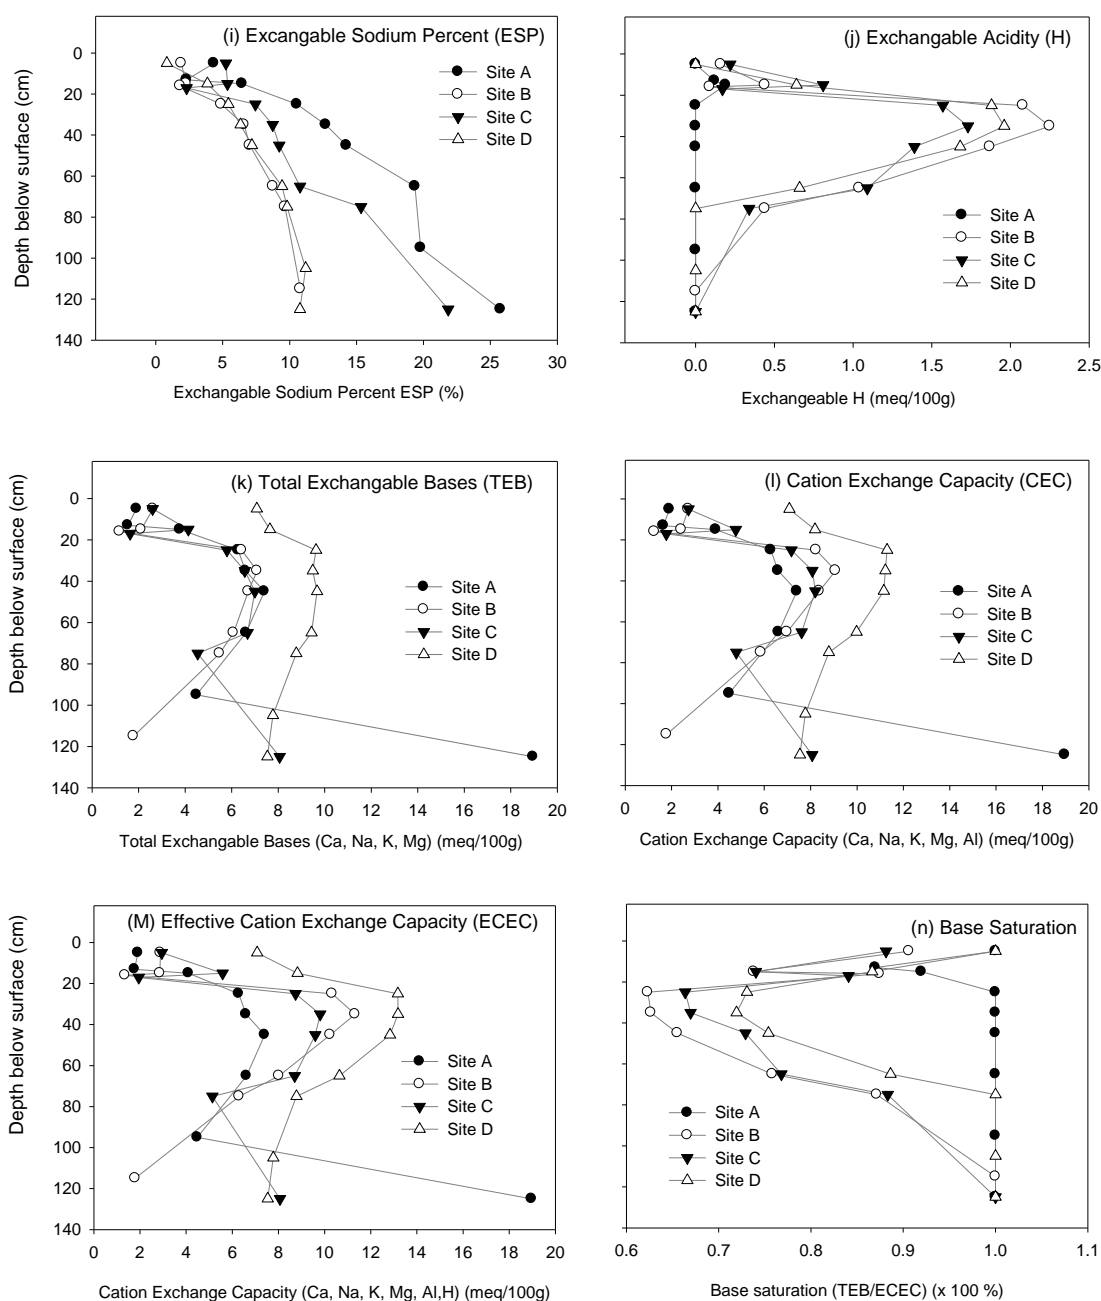 (i) Excangable Sodium Percent (ESP)
Depth below surface (cm)
0
20
40
60
80
100
120
140
Site A
Site B
Site C
Site D
0 5 10 15 20 25 30
Exchangable Sodium Percent ESP (%)
(j) Exchangable Acidity (H)
Site A
Site B
Site C
Site D
0.0 0.5 1.0 1.5 2.0 2.5
Exchangeable H (meq/100g)
(k) Total Exchangable Bases (TEB)
Depth below surface (cm)
0
20
40
60
80
100
120
140
Site A
Site B
Site C
Site D
0 2 4 6 8 10 12 14 16 18 20
Total Exchangable Bases (Ca, Na, K, Mg) (meq/100g)
(l) Cation Exchange Capacity (CEC)
Site A
Site B
Site C
Site D
0 2 4 6 8 10 12 14 16 18 20
Cation Exchange Capacity (Ca, Na, K, Mg, Al) (meq/100g)
(M) Effective Cation Exchange Capacity (ECEC)
Depth below surface (cm)
0
20
40
60
80
100
120
140
Site A
Site B
Site C
Site D
0 2 4 6 8 10 12 14 16 18 20
Cation Exchange Capacity (Ca, Na, K, Mg, Al,H) (meq/100g)
(n) Base Saturation
Site A
Site B
Site C
Site D
0.6 0.7 0.8 0.9 1.0 1.1
Base saturation (TEB/ECEC) (x 100 %)